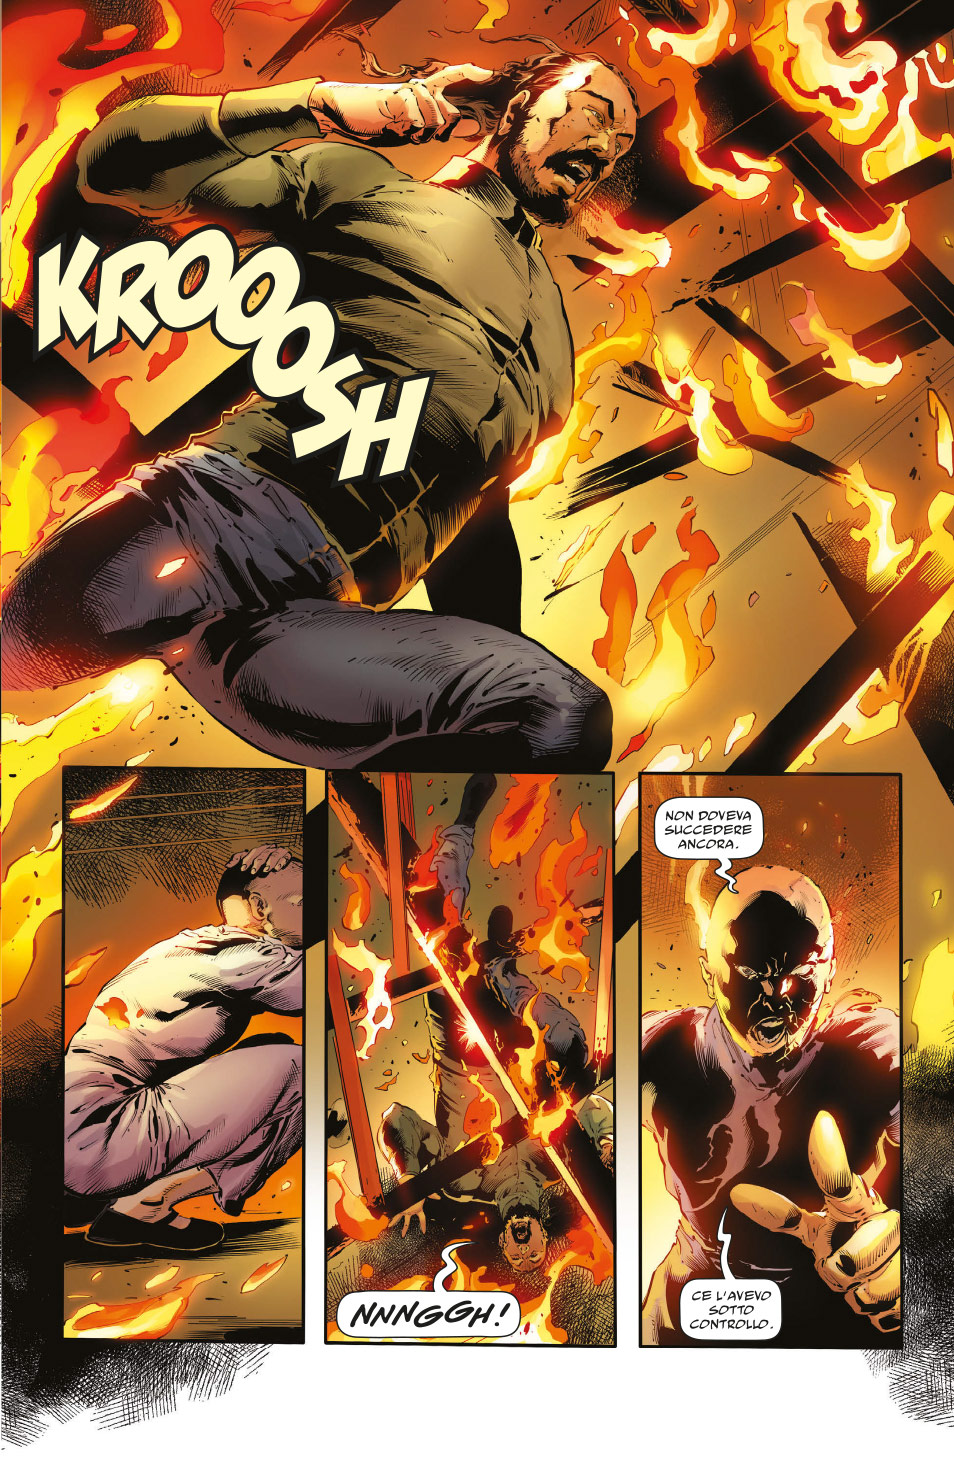 KROOOSH
NON DOVEVA
SUCCEDERE
ANCORA.
NNNGGH!
CE L'AVEVO
SOTTO
CONTROLLO.